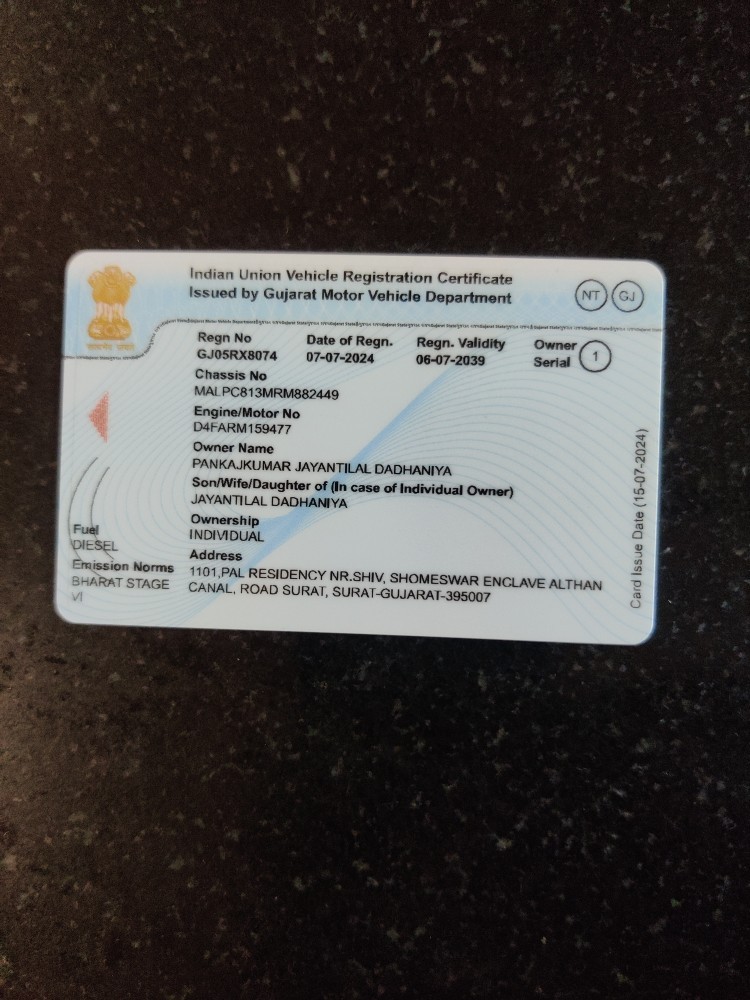 Indian Union Vehicle Registration Certificate
Issued by Gujarat Motor Vehicle Department
NT GJ
Regn No Date of Regn. Regn. Validity Owner Serial 1
GJ05RX8074 07-07-2024 06-07-2039
Chassis No
MALPC813MRM882449
Engine/Motor No
D4FARM159477
Owner Name
PANKAJKUMAR JAYANTILAL DADHANIYA
Son/Wife/Daughter of (In case of Individual Owner)
JAYANTILAL DADHANIYA
Ownership
INDIVIDUAL
Address
1101,PAL RESIDENCY NR.SHIV, SHOMESWAR ENCLAVE ALTHAN
CANAL, ROAD SURAT, SURAT-GUJARAT-395007
Fuel
DIESEL
Emission Norms
BHARAT STAGE
VI
Card Issue Date (15-07-2024)